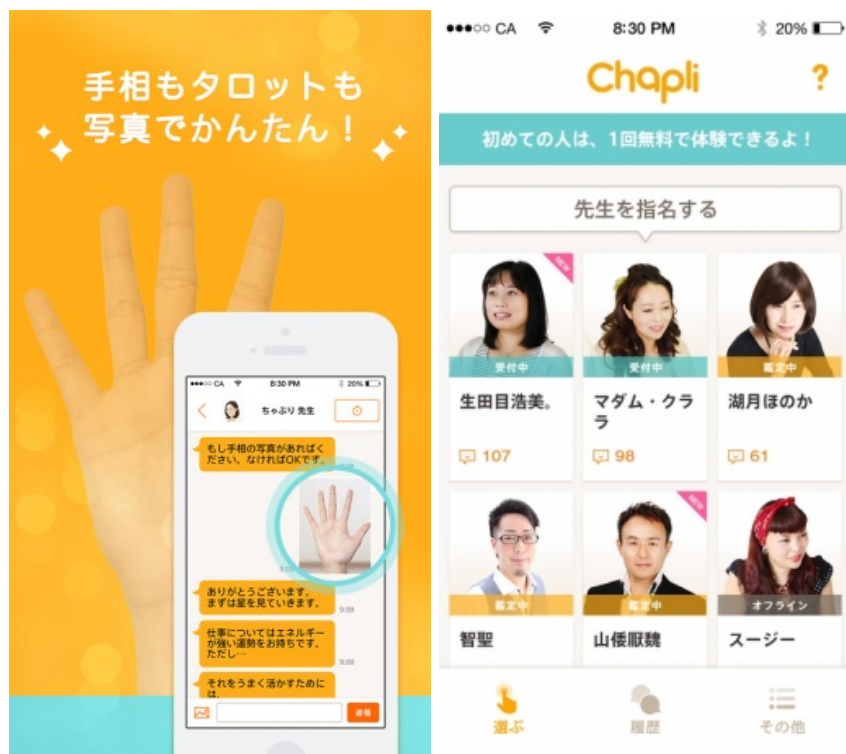 手相もタロットも
写真でかんたん！
CA
8:30 PM
20%
ちゃぷり 先生
もし手相の写真があればく
ださい。なければOKです。
ありがとうございます。
まずは星を見ていきます。
9:09
仕事についてはエネルギー
が強い運勢をお持ちです。
ただし…
9:09
それをうまく活かすために
は、
送信
CA
8:30 PM
20%
Chapli
?
初めての人は、1回無料で体験できるよ！
先生を指名する
NEW
受付中
受付中
鑑定中
生田目浩美。
マダム・クラ
ラ
湖月ほのか
107
98
61
NEW
鑑定中
鑑定中
オフライン
智聖
山倭厭魏
スージー
選ぶ
履歴
その他